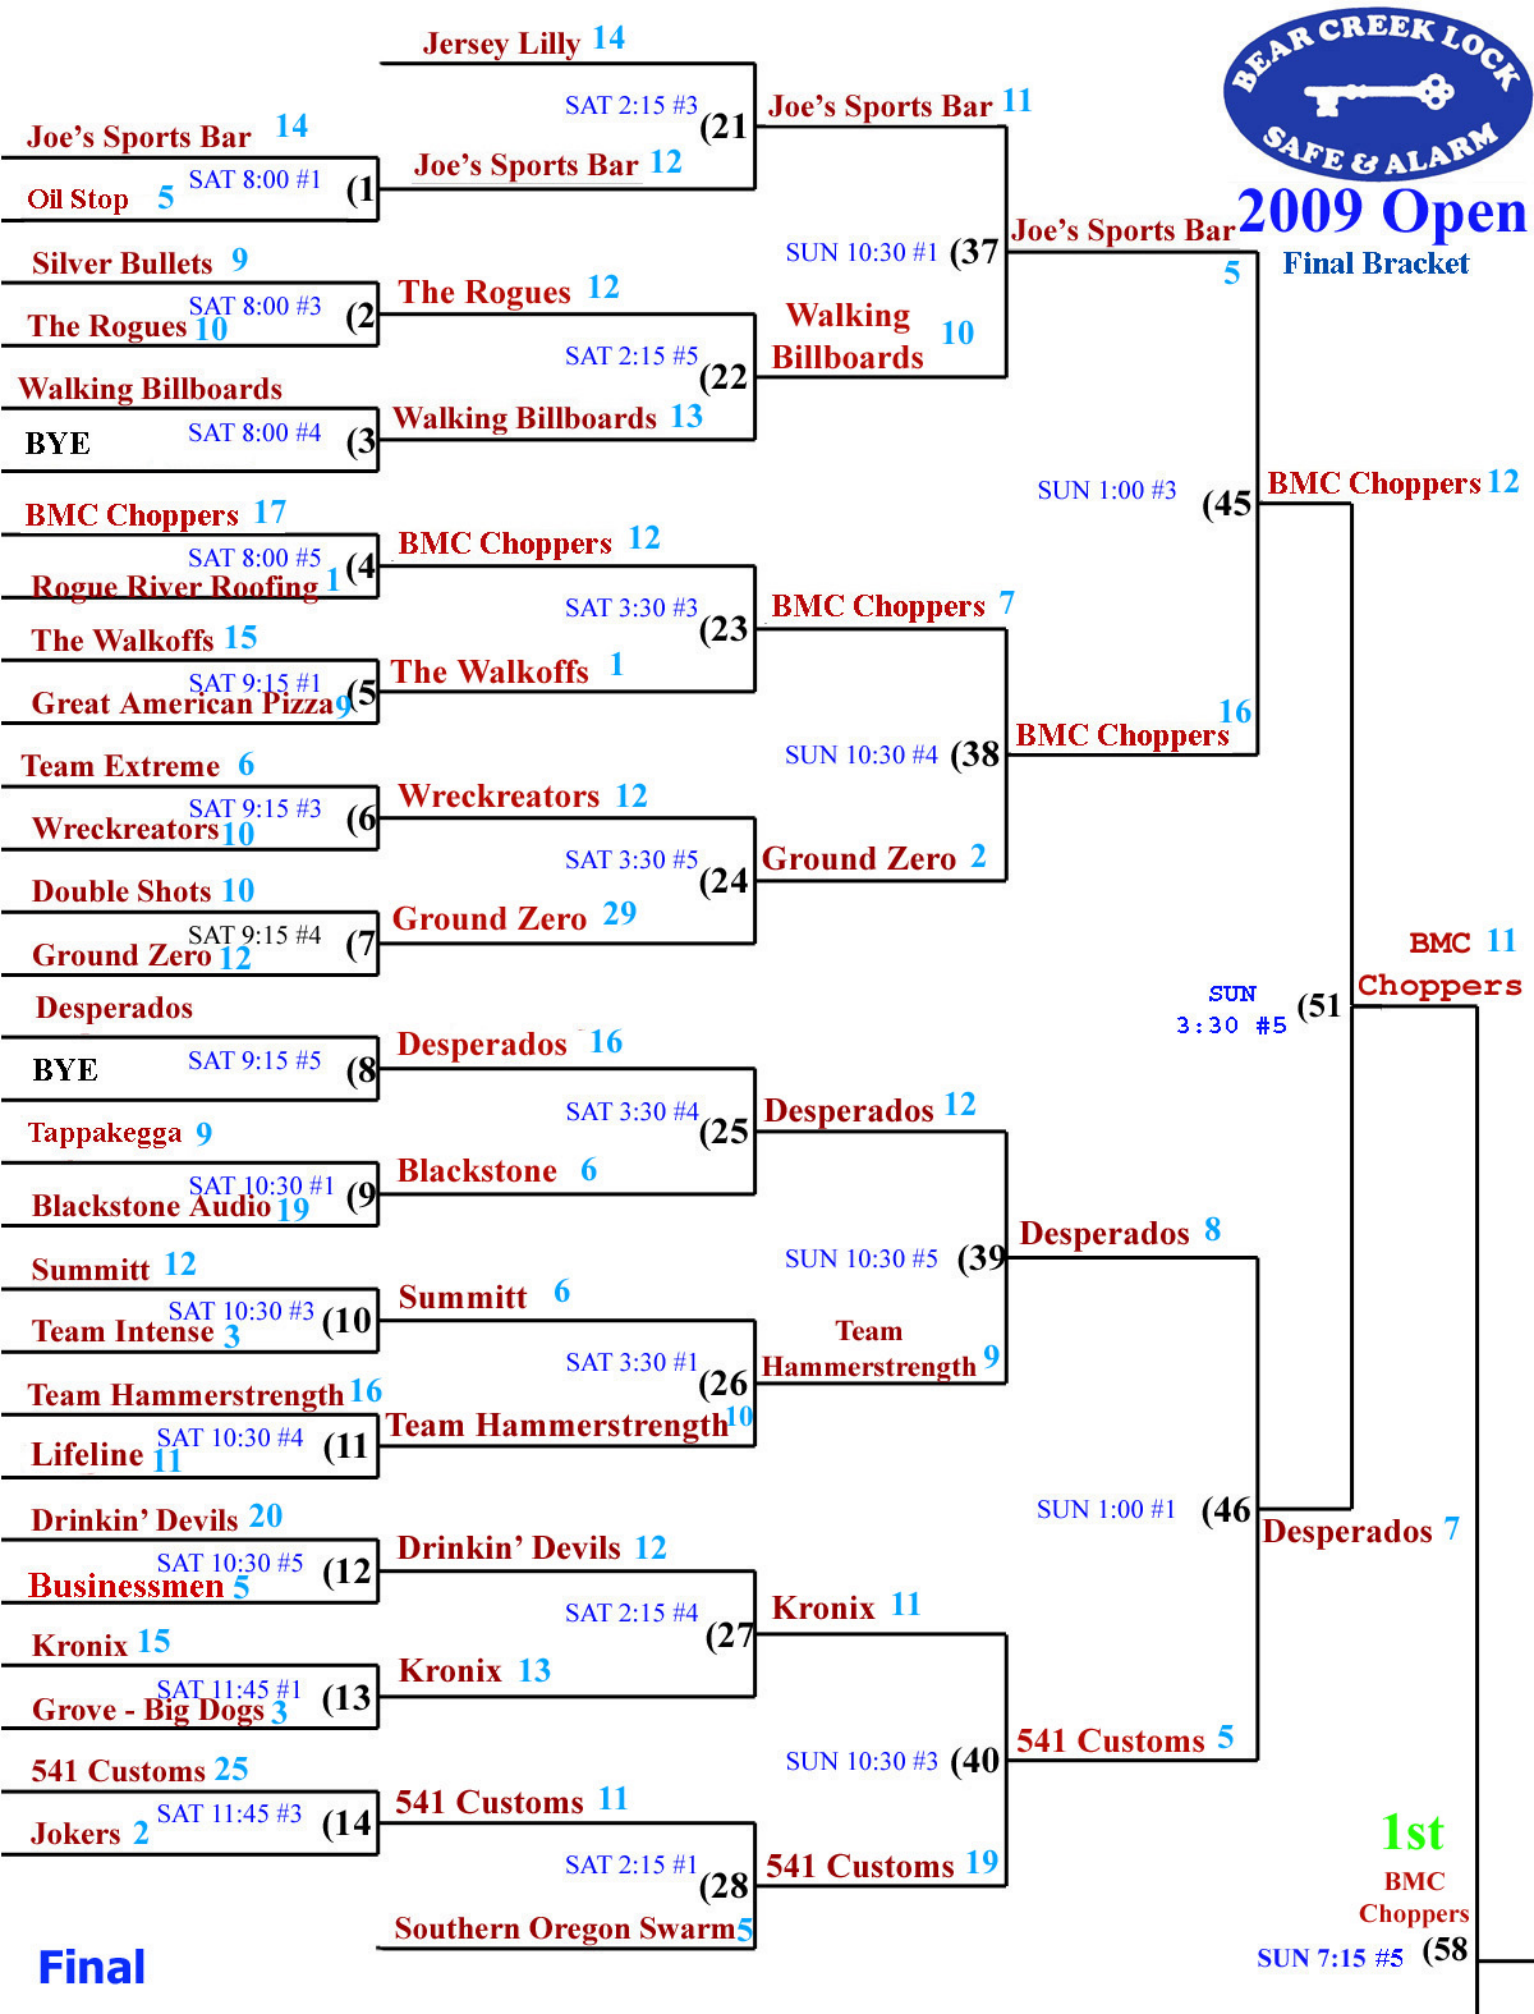 Jersey Lilly 14
BEAR CREEK LOCK
SAFE & ALARM
2009 Open
Final Bracket
SAT 2:15 #3
(21
Joe's Sports Bar 11
Joe's Sports Bar 14
SAT 8:00 #1
(1
Joe's Sports Bar 12
Oil Stop 5
Joe's Sports Bar
5
SUN 10:30 #1
(37
Silver Bullets 9
SAT 8:00 #3
(2
The Rogues 12
The Rogues 10
Walking
Billboards 10
SAT 2:15 #5
(22
Walking Billboards
SAT 8:00 #4
(3
Walking Billboards 13
BYE
SUN 1:00 #3
(45
BMC Choppers 12
BMC Choppers 17
SAT 8:00 #5
(4
BMC Choppers 12
Rogue River Roofing 1
SAT 3:30 #3
(23
BMC Choppers 7
The Walkoffs 15
SAT 9:15 #1
(5
The Walkoffs 1
Great American Pizza 9
16
BMC Choppers
SUN 10:30 #4
(38
Team Extreme 6
SAT 9:15 #3
(6
Wreckreators 12
Wreckreators 10
SAT 3:30 #5
(24
Ground Zero 2
Double Shots 10
SAT 9:15 #4
(7
Ground Zero 29
Ground Zero 12
BMC 11
Choppers
SUN
3:30 #5
(51
Desperados
SAT 9:15 #5
(8
Desperados 16
BYE
SAT 3:30 #4
(25
Desperados 12
Tappakegga 9
SAT 10:30 #1
(9
Blackstone 6
Blackstone Audio 19
Desperados 8
SUN 10:30 #5
(39
Summitt 12
SAT 10:30 #3
(10
Summitt 6
Team Intense 3
Team
Hammerstrength 9
SAT 3:30 #1
(26
Team Hammerstrength 16
SAT 10:30 #4
(11
Team Hammerstrength 10
Lifeline 11
SUN 1:00 #1
(46
Desperados 7
Drinkin' Devils 20
SAT 10:30 #5
(12
Drinkin' Devils 12
Businessmen 5
SAT 2:15 #4
(27
Kronix 11
Kronix 15
SAT 11:45 #1
(13
Kronix 13
Grove - Big Dogs 3
541 Customs 5
SUN 10:30 #3
(40
541 Customs 25
SAT 11:45 #3
(14
541 Customs 11
Jokers 2
SAT 2:15 #1
(28
541 Customs 19
Southern Oregon Swarm 5
1st
BMC
Choppers
SUN 7:15 #5
(58
Final